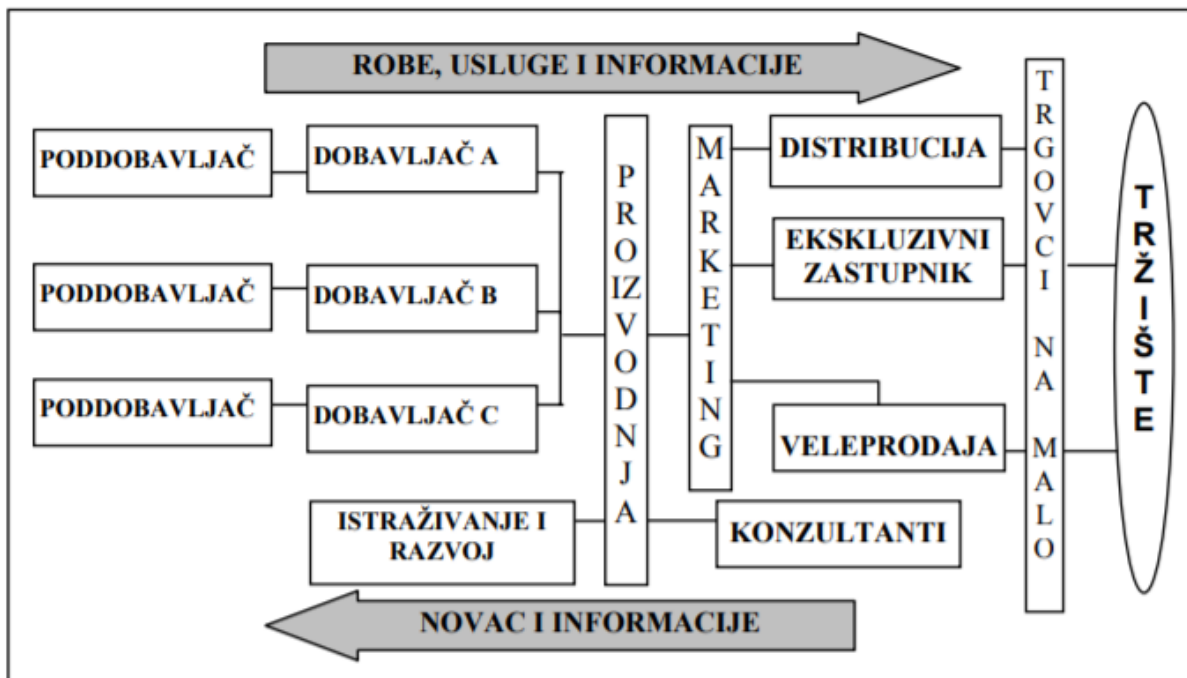 ROBE, USLUGE I INFORMACIJE
PODDOBAVLJAČ
DOBAVLJAČ A
PODDOBAVLJAČ
DOBAVLJAČ B
PODDOBAVLJAČ
DOBAVLJAČ C
ISTRAŽIVANJE I
RAZVOJ
PROIZVODNJA
MARKETING
DISTRIBUCIJA
EKSKLUZIVNI
ZASTUPNIK
VELEPRODAJA
KONZULTANTI
TRGOVCI NA MALO
TRŽIŠTE
NOVAC I INFORMACIJE